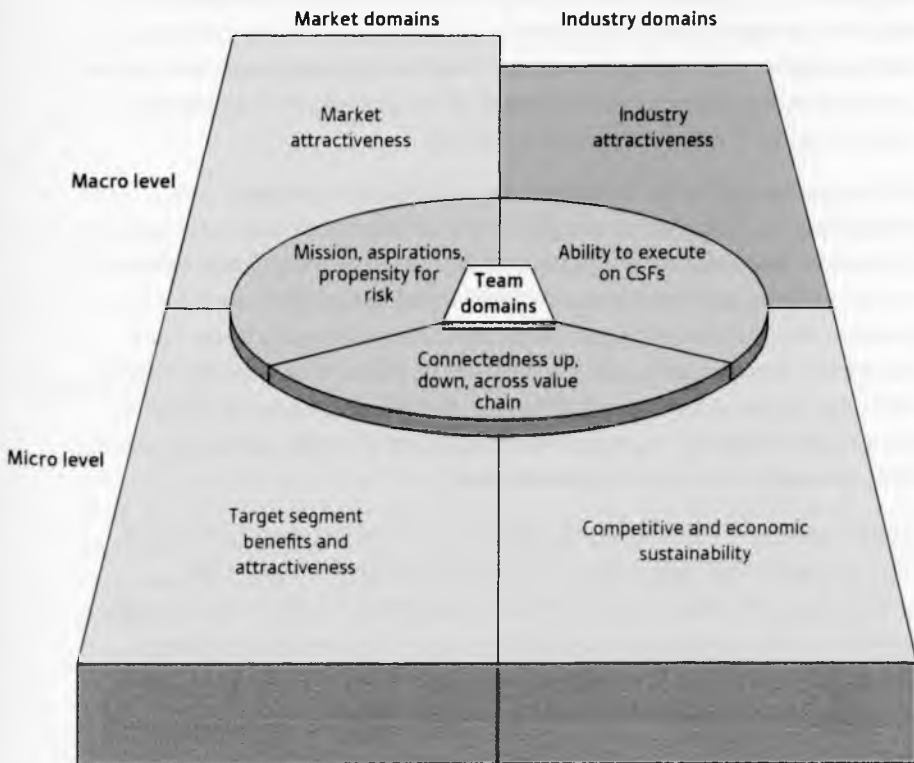 Market domains
Industry domains
Market
attractiveness
Industry
attractiveness
Macro level
Mission, aspirations,
propensity for
risk
Ability to execute
on CSFs
Team
domains
Connectedness up,
down, across value
chain
Micro level
Target segment
benefits and
attractiveness
Competitive and economic
sustainability